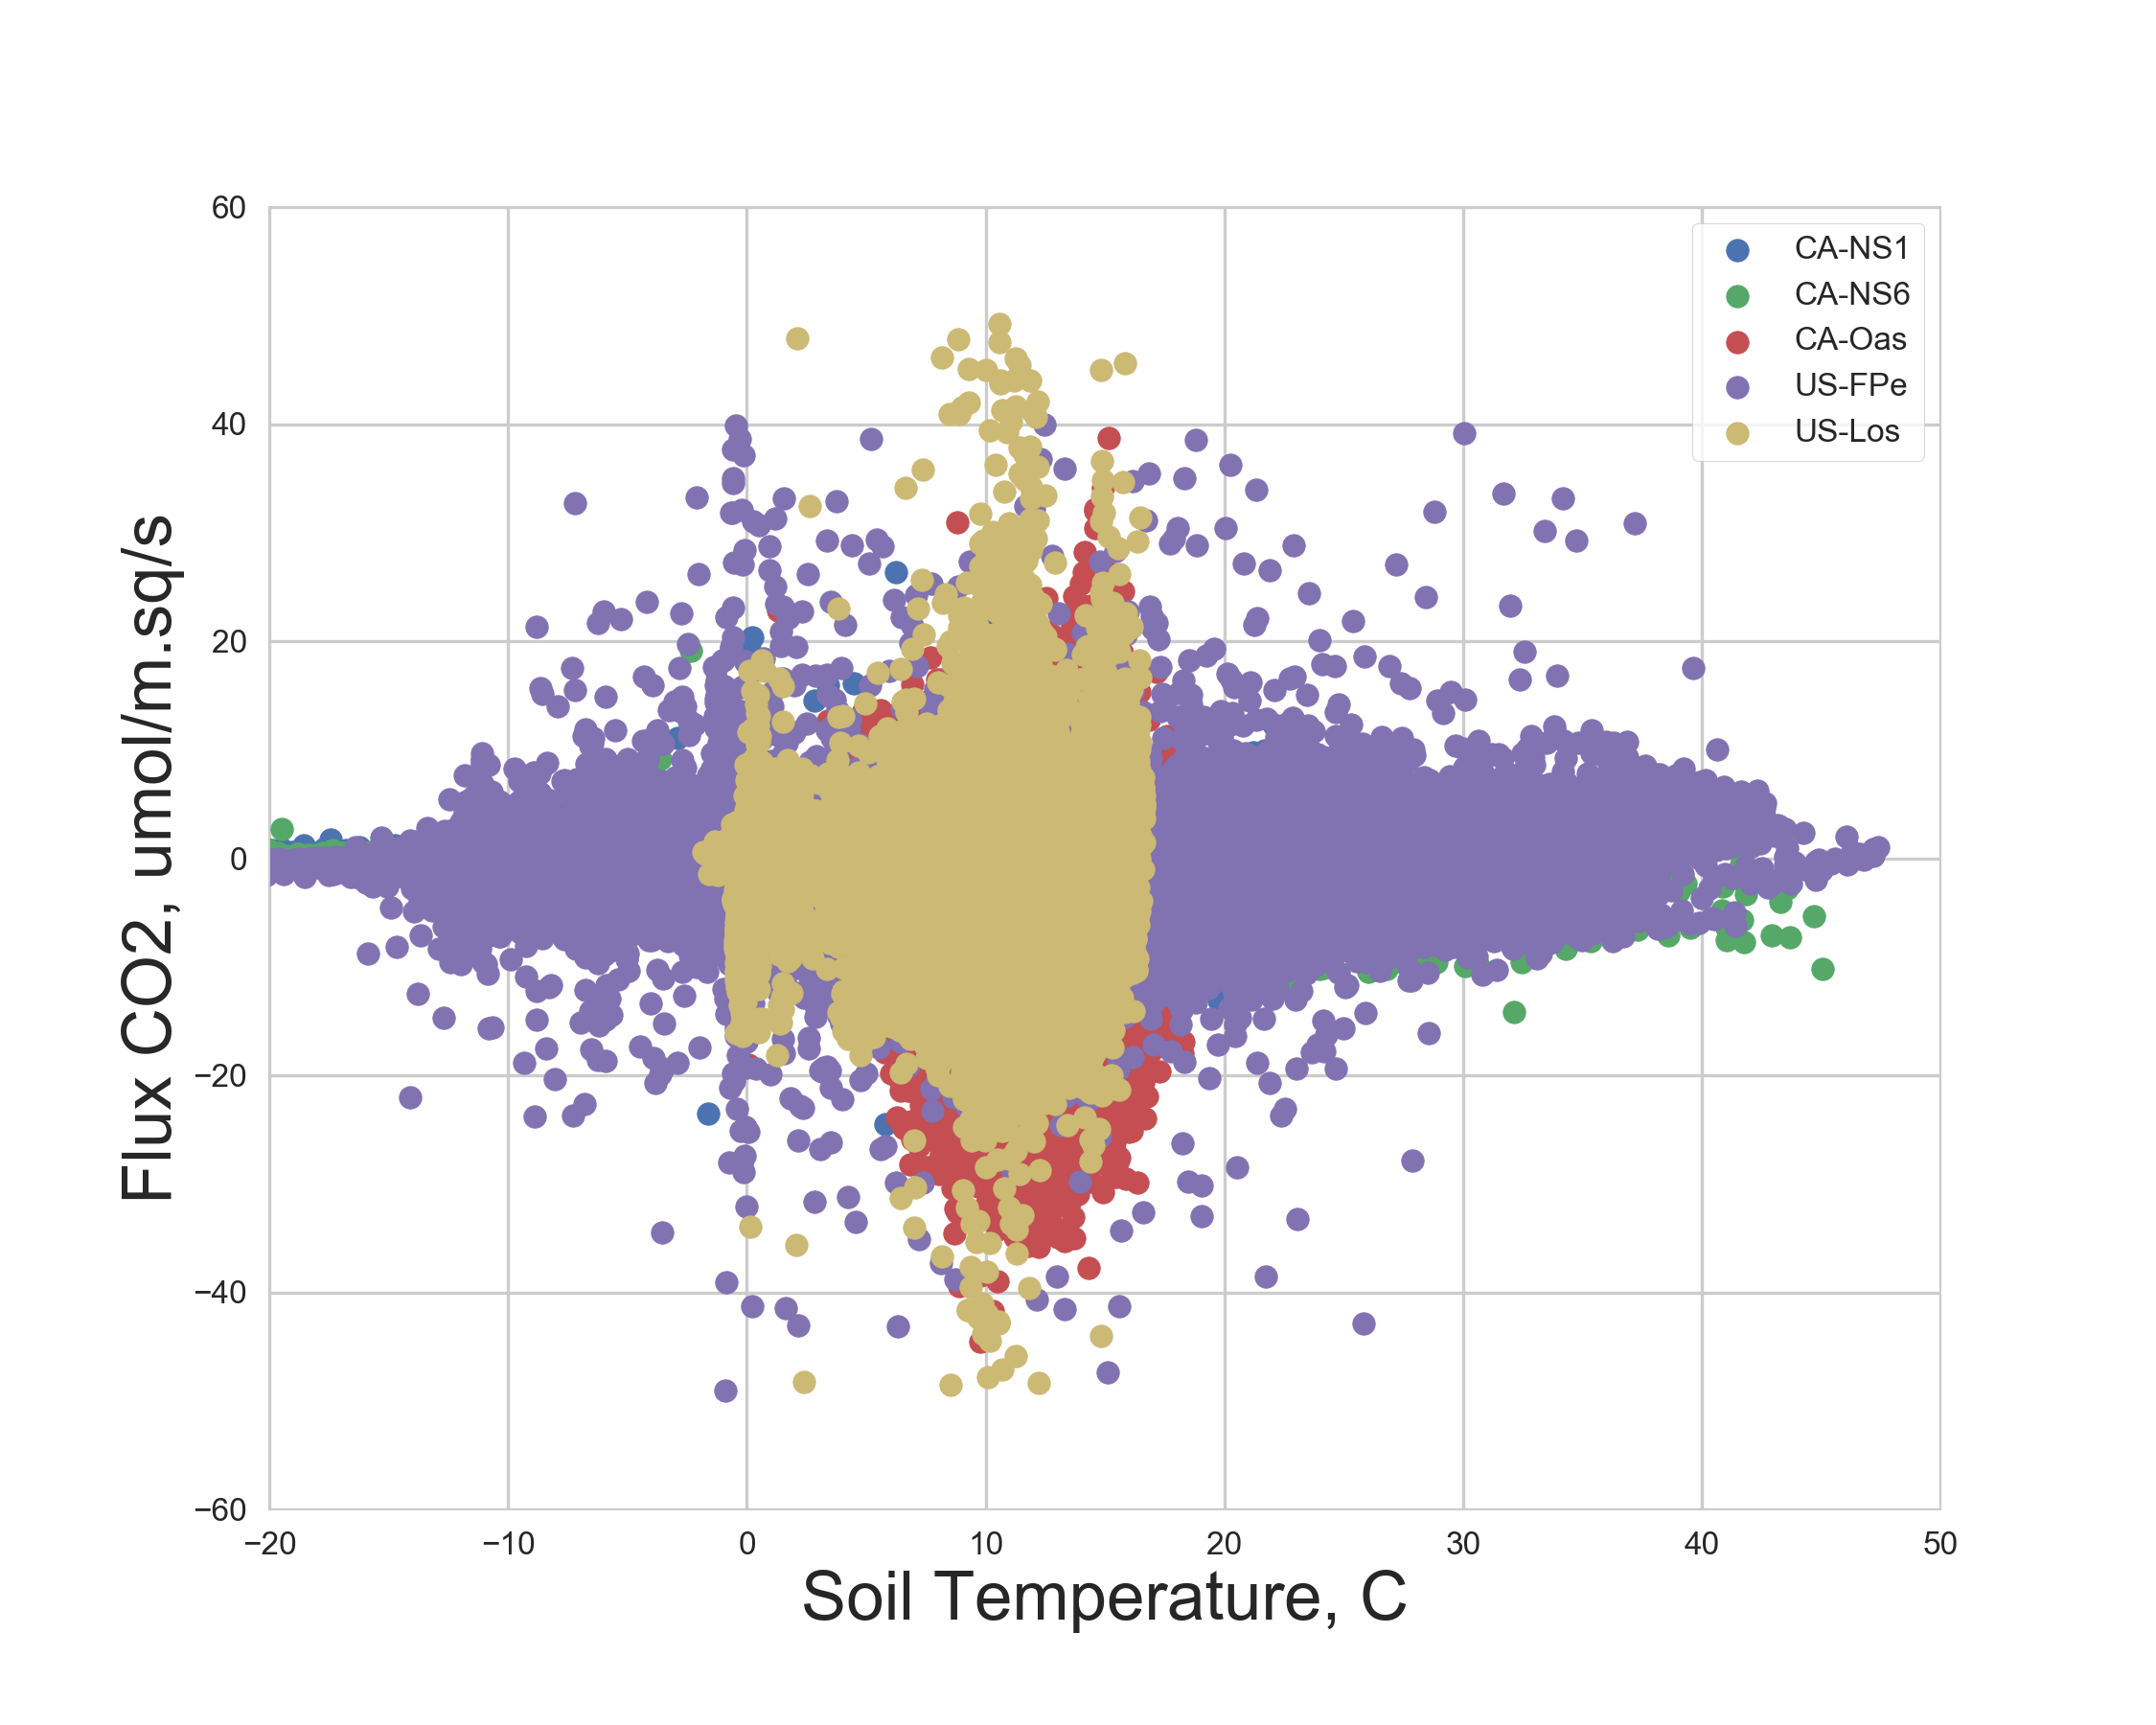 Flux CO2, umol/m.sq/s
60
40
20
0
−20
−40
−60
CA-NS1
CA-NS6
CA-Oas
US-FPe
US-Los
−20 −10 0 10 20 30 40 50
Soil Temperature, C